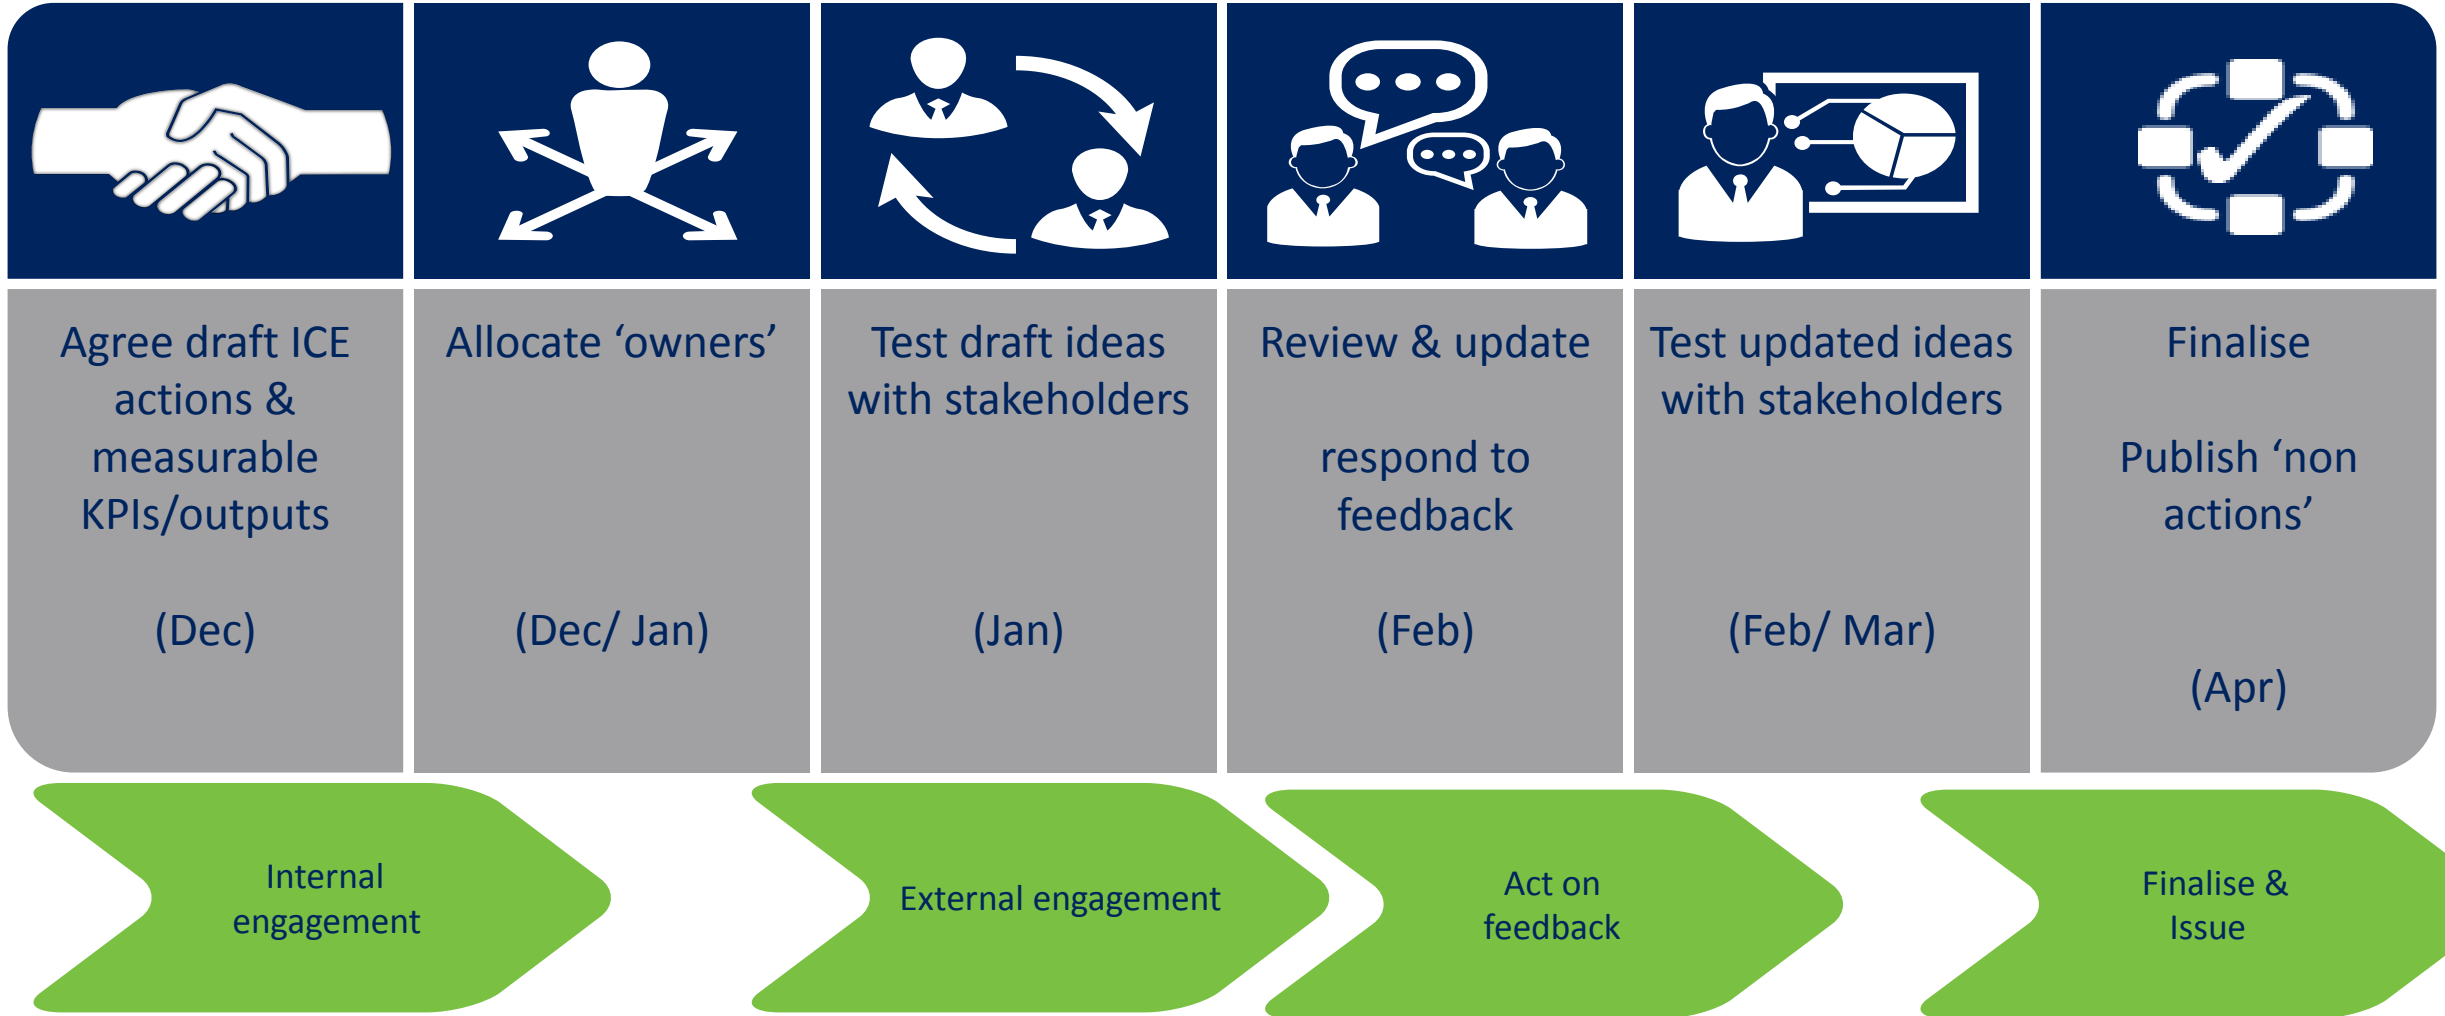 Agree draft ICE
actions &
measurable
KPIs/outputs
(Dec)
Allocate ‘owners’
(Dec/ Jan)
Test draft ideas
with stakeholders
(Jan)
Review & update
respond to
feedback
(Feb)
Test updated ideas
with stakeholders
(Feb/ Mar)
Finalise
Publish ‘non
actions’
(Apr)
Internal
engagement
External engagement
Act on
feedback
Finalise &
Issue